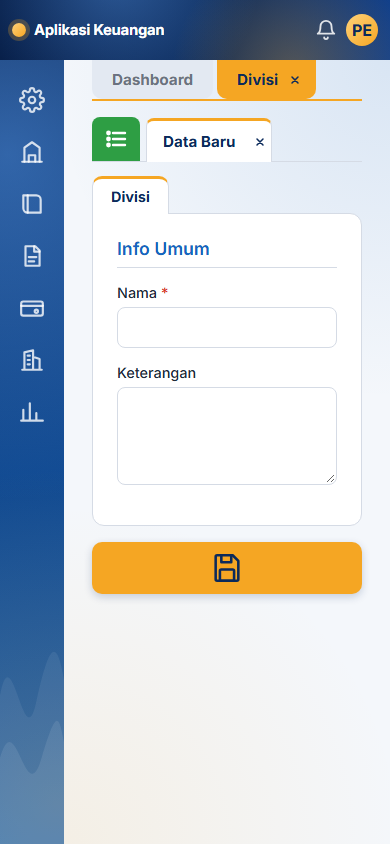 Aplikasi Keuangan
PE
Dashboard
Divisi ×
Data Baru ×
Divisi
Info Umum
Nama *
Keterangan